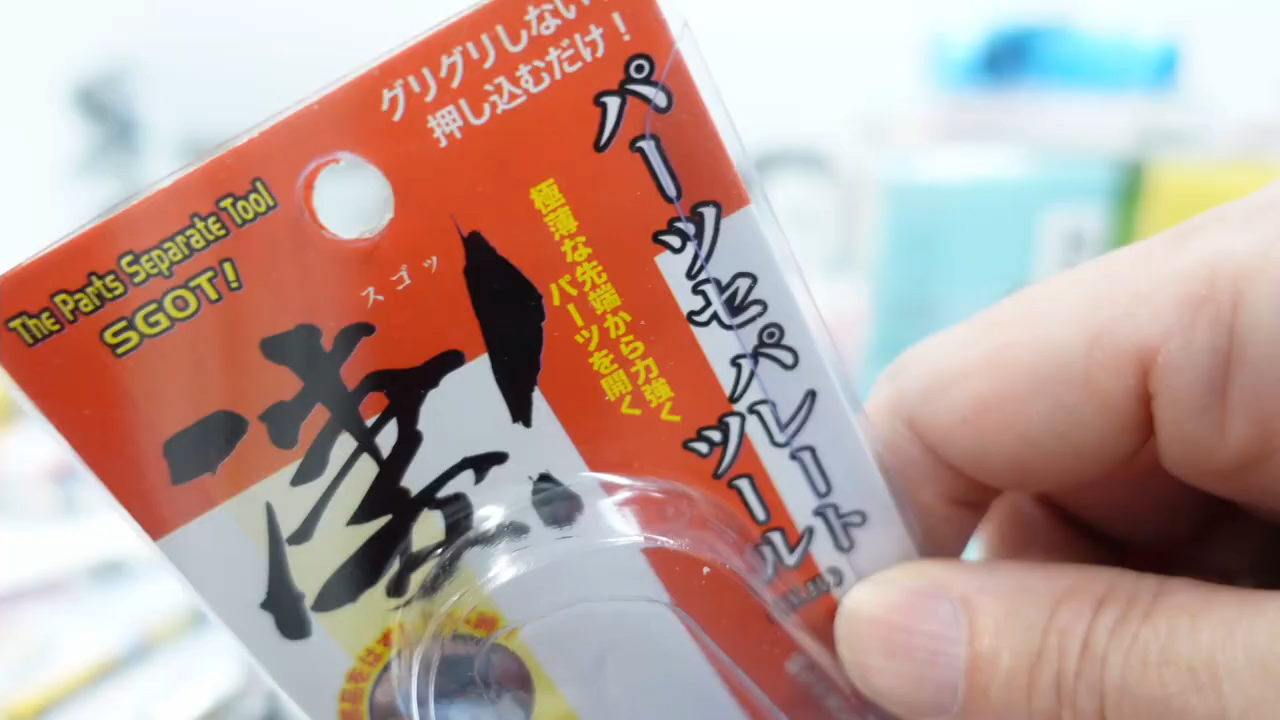 グリグリしない
押し込むだけ！
The Parts Separate Tool
SGOT!
スゴッ
凄!
極薄な先端から力強く
パーツを開く
パーツセパレート
ツール